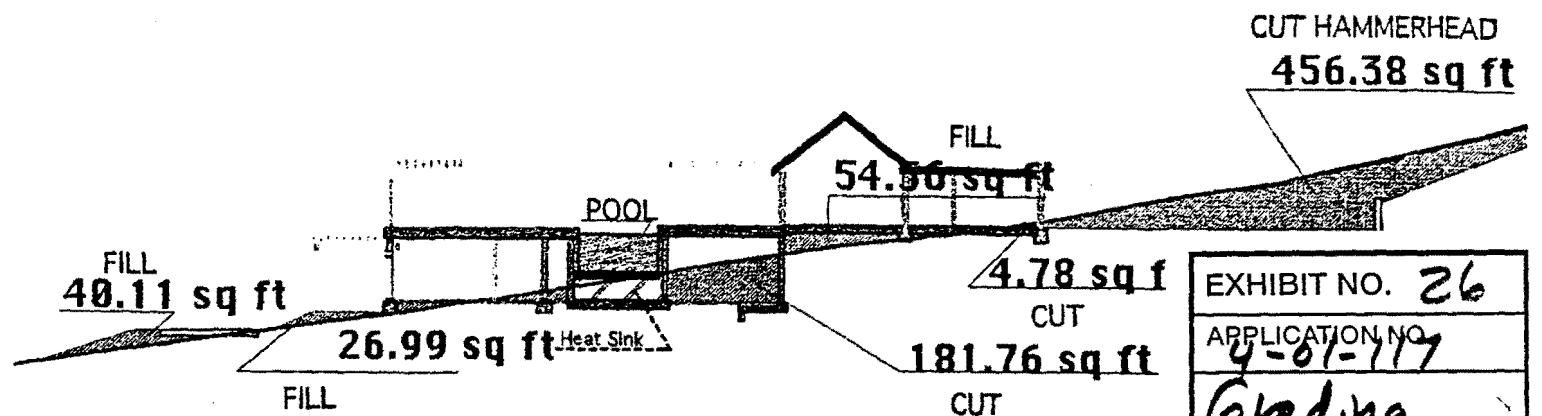 CUT HAMMERHEAD
456.38 sq ft
FILL
54.56 sq ft
POOL
FILL
40.11 sq ft
4.78 sq f
CUT
26.99 sq ft
Heat Sink
181.76 sq ft
FILL
CUT
EXHIBIT NO. 26
APPLICATION NO.
4-01-117
Grading